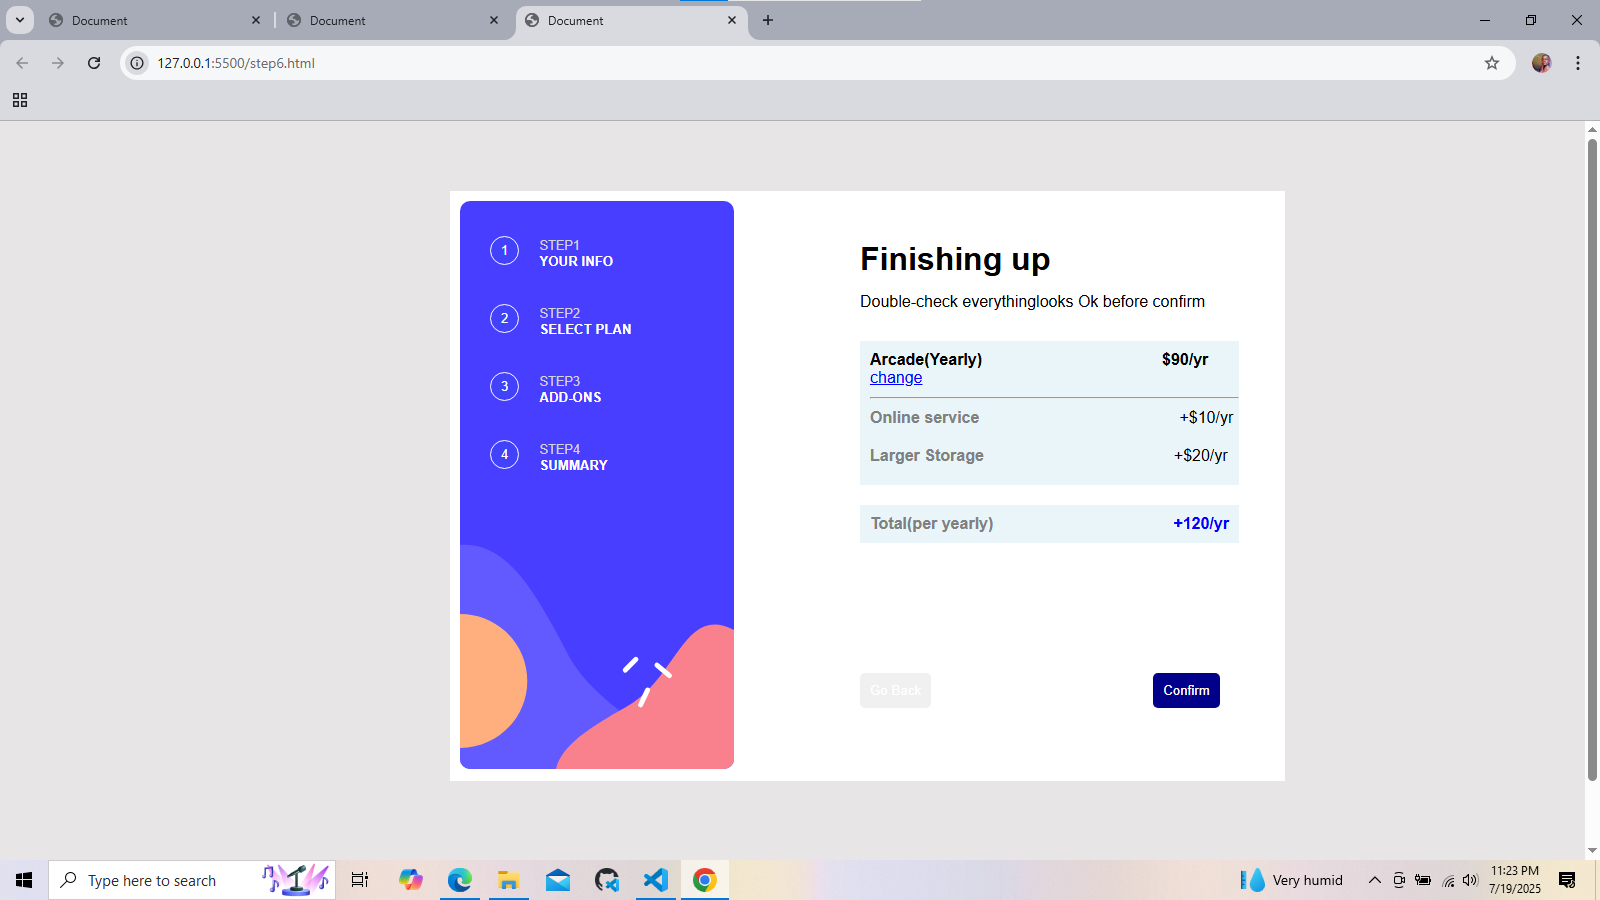 Document
Document
Document
127.0.0.1:5500/step6.html
1
STEP1
YOUR INFO
2
STEP2
SELECT PLAN
3
STEP3
ADD-ONS
4
STEP4
SUMMARY
Finishing up
Double-check everythinglooks Ok before confirm
Arcade(Yearly) $90/yr
change
Online service +$10/yr
Larger Storage +$20/yr
Total(per yearly) +120/yr
Go Back Confirm
Type here to search
Very humid
11:23 PM
7/19/2025